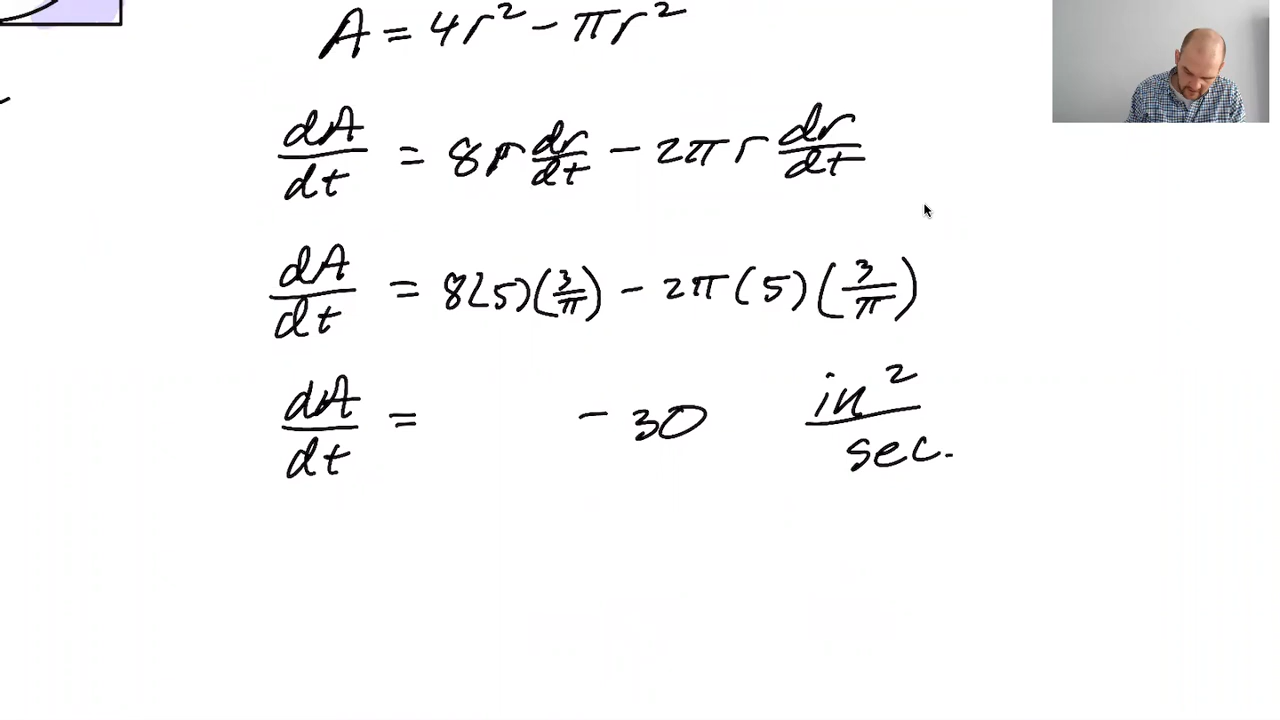 A = 4r² - πr²
dA/dt = 8r dr/dt - 2πr dr/dt
dA/dt = 8(5)(3/π) - 2π(5)(3/π)
dA/dt = - 30 in²/sec.